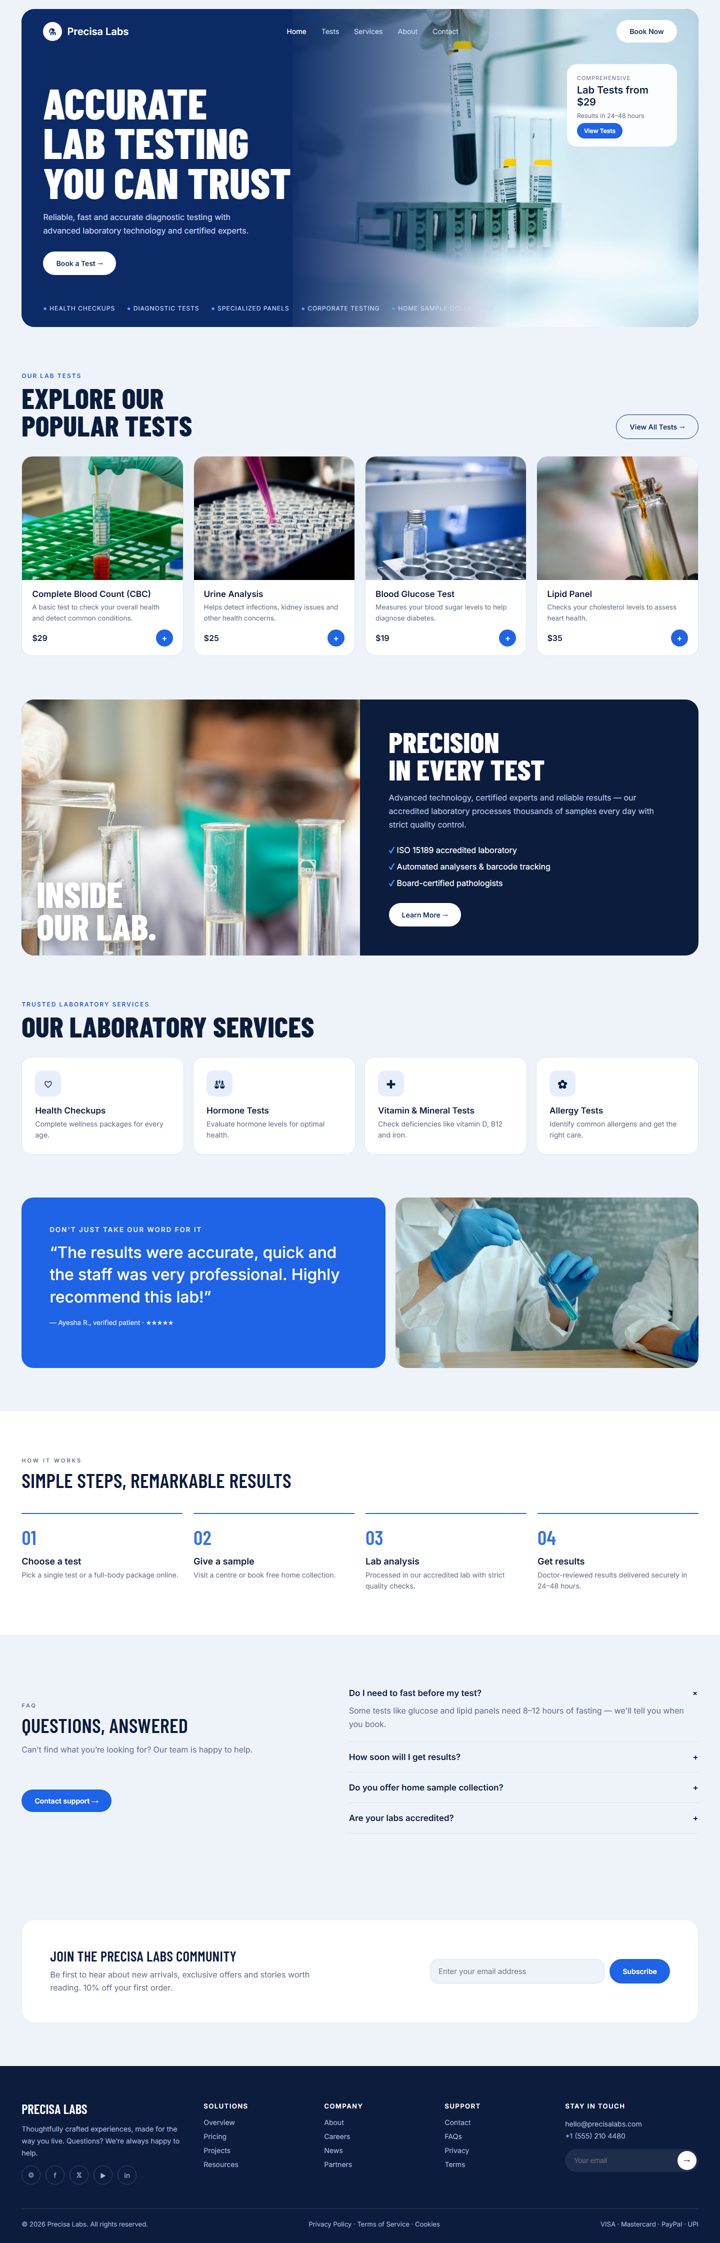 Precisa Labs
Home Tests Services About Contact
Book Now
COMPREHENSIVE
Lab Tests from
$29
Results in 24–48 hours
View Tests
ACCURATE
LAB TESTING
YOU CAN TRUST
Reliable, fast and accurate diagnostic testing with
advanced laboratory technology and certified experts.
Book a Test →
HEALTH CHECKUPS DIAGNOSTIC TESTS SPECIALIZED PANELS CORPORATE TESTING HOME SAMPLE
OUR LAB TESTS
EXPLORE OUR
POPULAR TESTS
View All Tests →
Complete Blood Count (CBC)
A basic test to check your overall health
and detect common conditions.
$29
+
Urine Analysis
Helps detect infections, kidney issues and
other health concerns.
$25
+
Blood Glucose Test
Measures your blood sugar levels to help
diagnose diabetes.
$19
+
Lipid Panel
Checks your cholesterol levels to assess
heart health.
$35
+
INSIDE
OUR LAB.
PRECISION
IN EVERY TEST
Advanced technology, certified experts and reliable results — our
accredited laboratory processes thousands of samples every day with
strict quality control.
✓ ISO 15189 accredited laboratory
✓ Automated analysers & barcode tracking
✓ Board-certified pathologists
Learn More →
TRUSTED LABORATORY SERVICES
OUR LABORATORY SERVICES
Health Checkups
Complete wellness packages for every
age.
Hormone Tests
Evaluate hormone levels for optimal
health.
Vitamin & Mineral Tests
Check deficiencies like vitamin D, B12
and iron.
Allergy Tests
Identify common allergens and get the
right care.
DON'T JUST TAKE OUR WORD FOR IT
“The results were accurate, quick and
the staff was very professional. Highly
recommend this lab!”
— Ayesha R., verified patient · ★★★★★
HOW IT WORKS
SIMPLE STEPS, REMARKABLE RESULTS
01
Choose a test
Pick a single test or a full-body package online.
02
Give a sample
Visit a centre or book free home collection.
03
Lab analysis
Processed in our accredited lab with strict
quality checks.
04
Get results
Doctor-reviewed results delivered securely in
24–48 hours.
FAQ
QUESTIONS, ANSWERED
Can't find what you're looking for? Our team is happy to help.
Contact support →
Do I need to fast before my test? ×
Some tests like glucose and lipid panels need 8–12 hours of fasting — we'll tell you when
you book.
How soon will I get results? +
Do you offer home sample collection? +
Are your labs accredited? +
JOIN THE PRECISA LABS COMMUNITY
Be first to hear about new arrivals, exclusive offers and stories worth
reading. 10% off your first order.
Enter your email address
Subscribe
PRECISA LABS
Thoughtfully crafted experiences, made for the
way you live. Questions? We're always happy to
help.
f 𝕏 ▶ in
SOLUTIONS
Overview
Pricing
Projects
Resources
COMPANY
About
Careers
News
Partners
SUPPORT
Contact
FAQs
Privacy
Terms
STAY IN TOUCH
hello@precisalabs.com
+1 (555) 210 4480
Your email
→
© 2026 Precisa Labs. All rights reserved.
Privacy Policy · Terms of Service · Cookies
VISA · Mastercard · PayPal · UPI